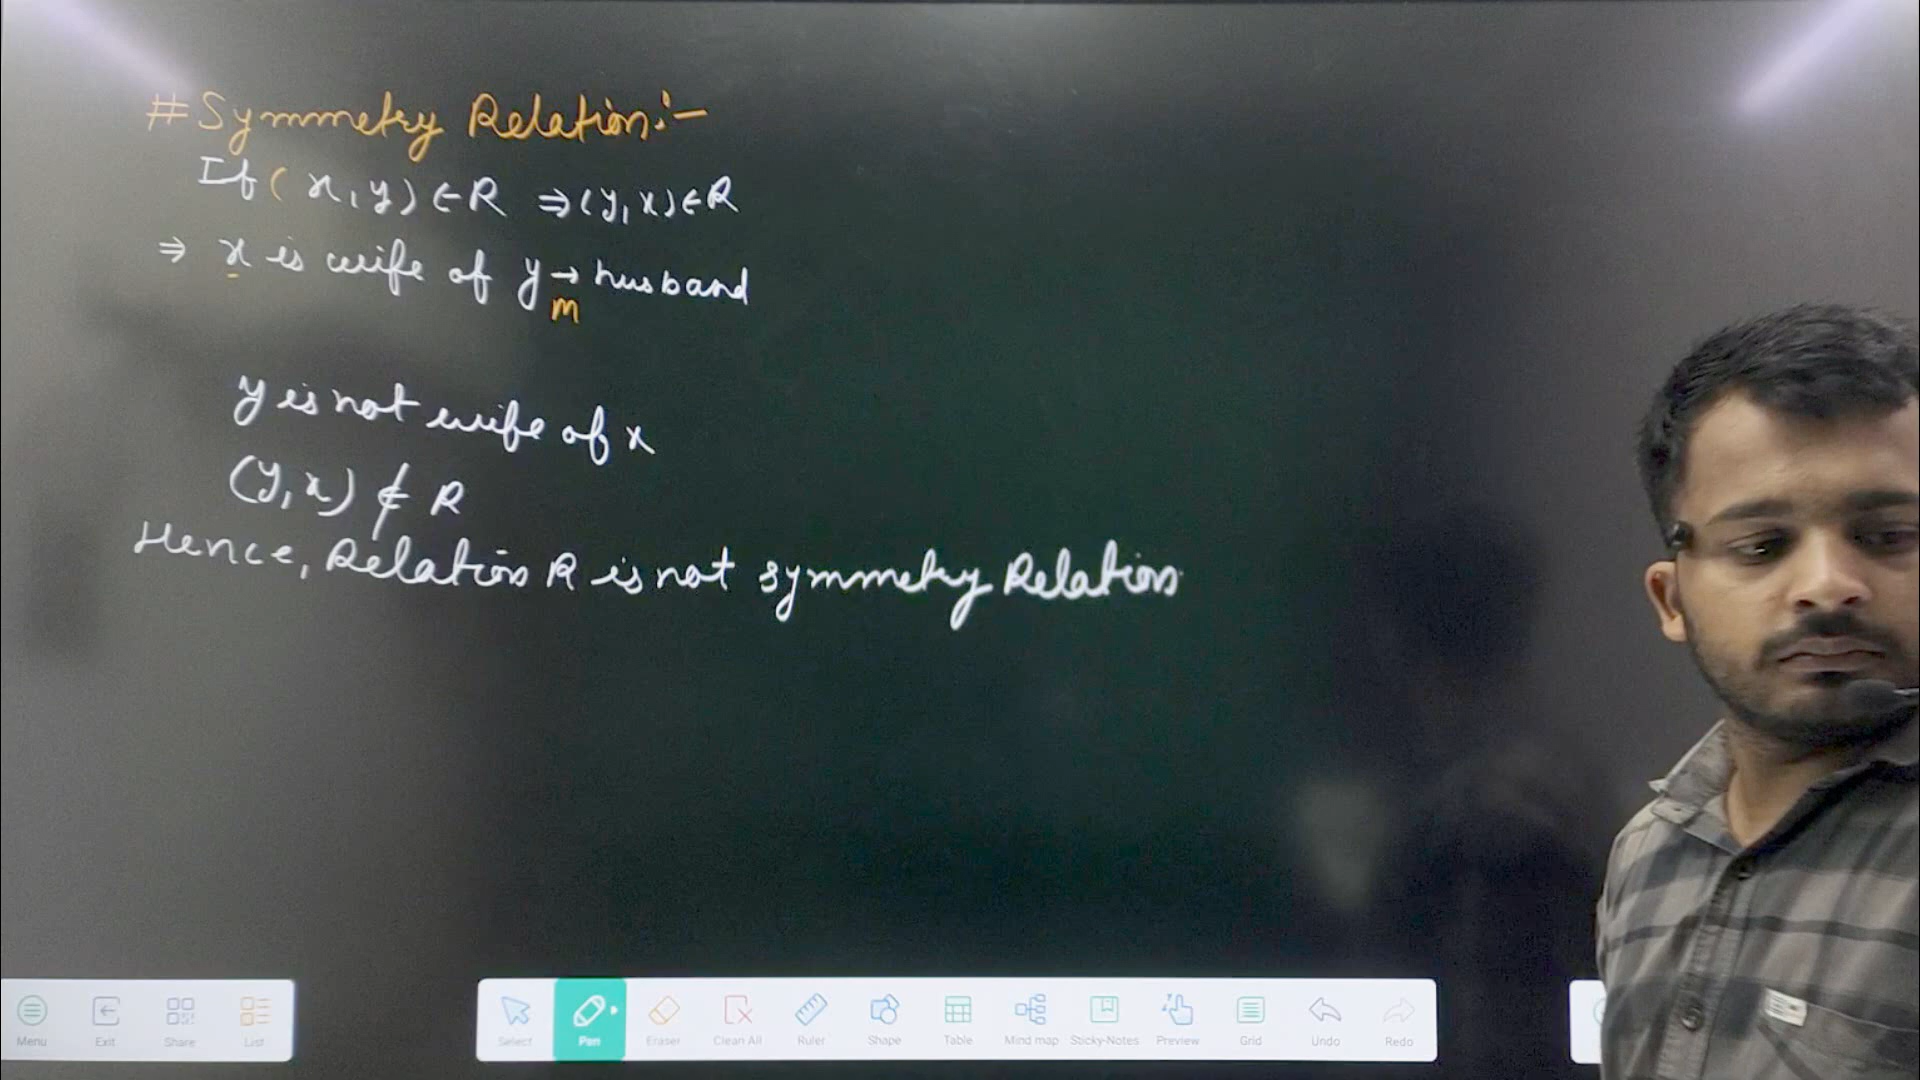 # Symmetry Relation:-
If (x, y) ∈ R ⇒ (y, x) ∈ R
⇒ x is wife of y → husband
m
y is not wife of x
(y, x) ∉ R
Hence, Relation R is not symmetry Relation
Menu Exit Share List
Select Pen Eraser Clean All Ruler Shape Table Mind map Sticky-Notes Preview Grid Undo Redo